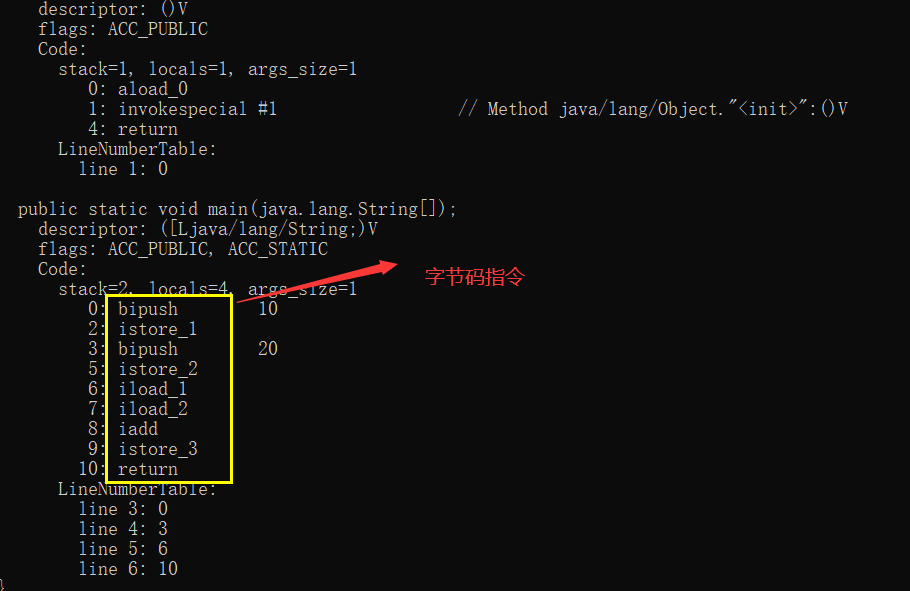 descriptor: ()V
flags: ACC_PUBLIC
Code:
stack=1, locals=1, args_size=1
0: aload_0
1: invokespecial #1                  // Method java/lang/Object."<init>":()V
4: return
LineNumberTable:
line 1: 0
public static void main(java.lang.String[]);
descriptor: ([Ljava/lang/String;)V
flags: ACC_PUBLIC, ACC_STATIC
字节码指令
Code:
stack=2, locals=4, args_size=1
0: bipush        10
2: istore_1
3: bipush        20
5: istore_2
6: iload_1
7: iload_2
8: iadd
9: istore_3
10: return
LineNumberTable:
line 3: 0
line 4: 3
line 5: 6
line 6: 10
}